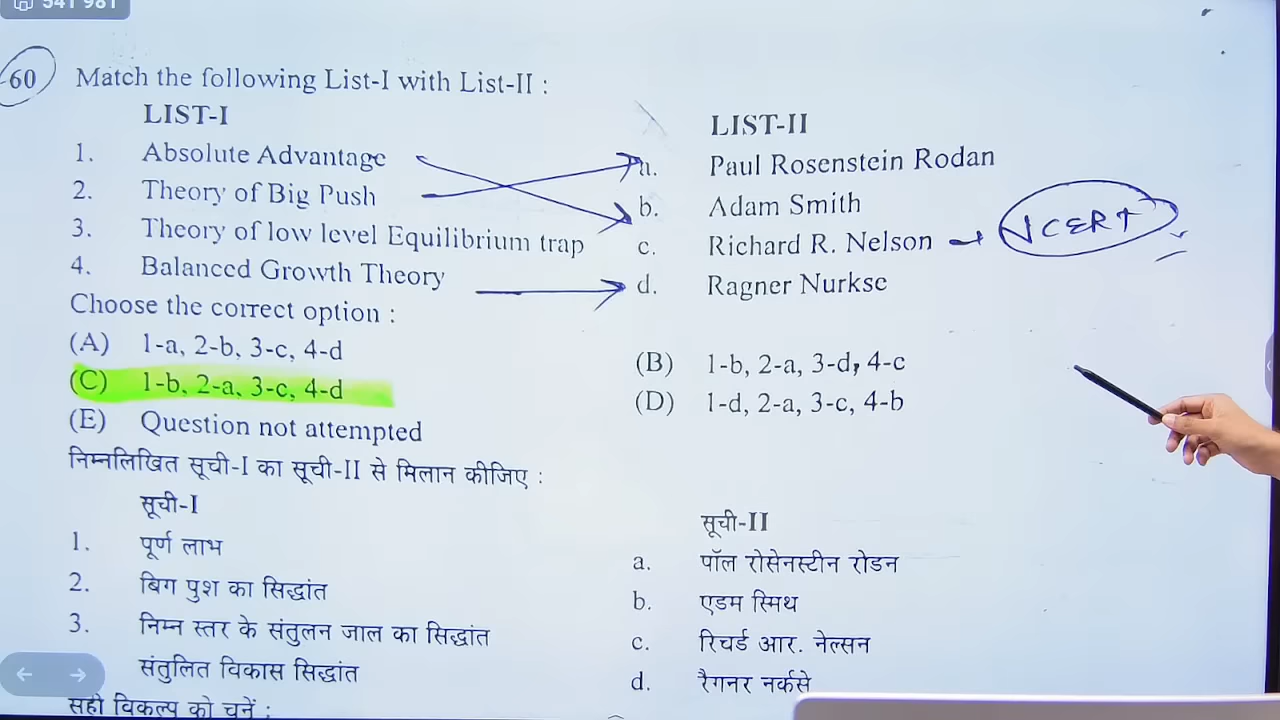 541 981
60 Match the following List-I with List-II :
LIST-I LIST-II
1. Absolute Advantage a. Paul Rosenstein Rodan
2. Theory of Big Push b. Adam Smith
3. Theory of low level Equilibrium trap c. Richard R. Nelson → NCERT
4. Balanced Growth Theory d. Ragner Nurkse
Choose the correct option :
(A) 1-a, 2-b, 3-c, 4-d (B) 1-b, 2-a, 3-d, 4-c
(C) 1-b, 2-a, 3-c, 4-d (D) 1-d, 2-a, 3-c, 4-b
(E) Question not attempted
निम्नलिखित सूची-I का सूची-II से मिलान कीजिए :
सूची-I सूची-II
1. पूर्ण लाभ a. पॉल रोसेनस्टीन रोडन
2. बिग पुश का सिद्धांत b. एडम स्मिथ
3. निम्न स्तर के संतुलन जाल का सिद्धांत c. रिचर्ड आर. नेल्सन
संतुलित विकास सिद्धांत d. रैगनर नर्कसे
सही विकल्प को चुनें :